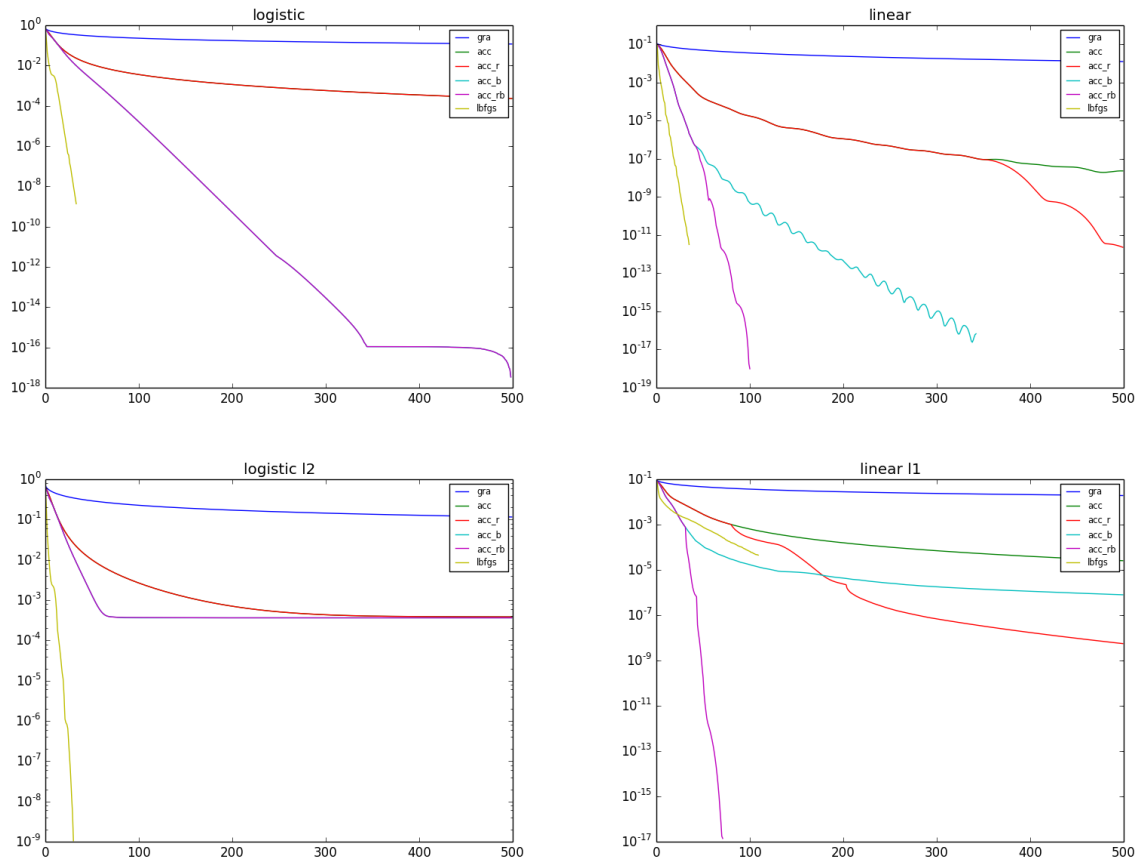 logistic
10^0
10^-2
10^-4
10^-6
10^-8
10^-10
10^-12
10^-14
10^-16
10^-18
0 100 200 300 400 500
gra
acc
acc_r
acc_b
acc_rb
lbfgs
linear
10^-1
10^-3
10^-5
10^-7
10^-9
10^-11
10^-13
10^-15
10^-17
10^-19
0 100 200 300 400 500
gra
acc
acc_r
acc_b
acc_rb
lbfgs
logistic l2
10^0
10^-1
10^-2
10^-3
10^-4
10^-5
10^-6
10^-7
10^-8
10^-9
0 100 200 300 400 500
gra
acc
acc_r
acc_b
acc_rb
lbfgs
linear l1
10^-1
10^-3
10^-5
10^-7
10^-9
10^-11
10^-13
10^-15
10^-17
0 100 200 300 400 500
gra
acc
acc_r
acc_b
acc_rb
lbfgs